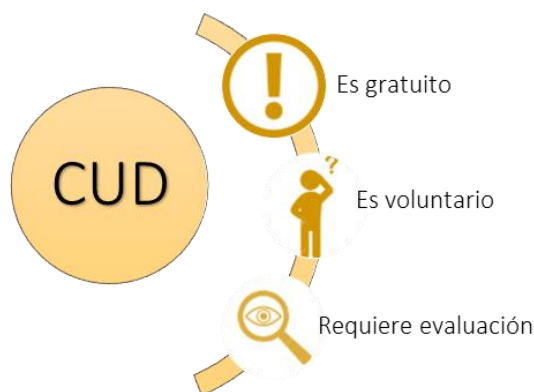 CUD
Es gratuito
Es voluntario
Requiere evaluación